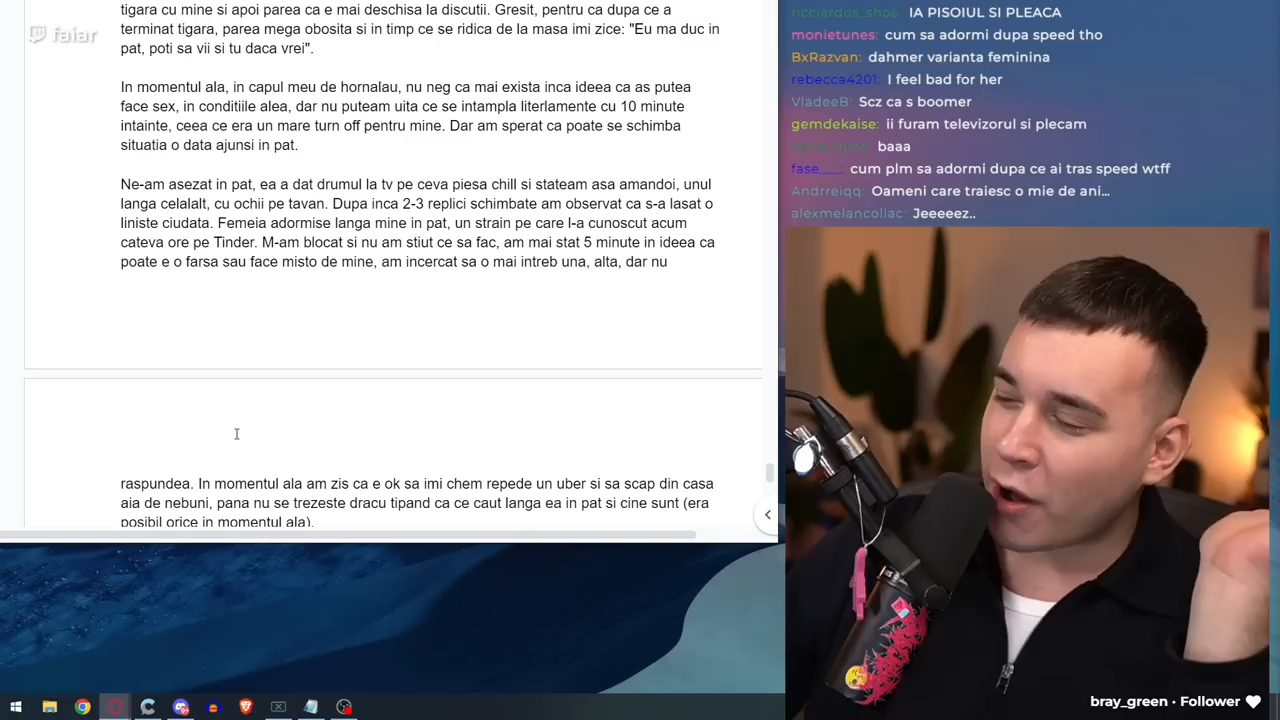 tigara cu mine si apoi parea ca e mai deschisa la discutii. Gresit, pentru ca dupa ce a
terminat tigara, parea mega obosita si in timp ce se ridica de la masa imi zice: "Eu ma duc in
pat, poti sa vii si tu daca vrei".
In momentul ala, in capul meu de hornalau, nu neg ca mai exista inca ideea ca as putea
face sex, in conditiile alea, dar nu puteam uita ce se intampla literlamente cu 10 minute
intainte, ceea ce era un mare turn off pentru mine. Dar am sperat ca poate se schimba
situatia o data ajunsi in pat.
Ne-am asezat in pat, ea a dat drumul la tv pe ceva piesa chill si stateam asa amandoi, unul
langa celalalt, cu ochii pe tavan. Dupa inca 2-3 replici schimbate am observat ca s-a lasat o
liniste ciudata. Femeia adormise langa mine in pat, un strain pe care l-a cunoscut acum
cateva ore pe Tinder. M-am blocat si nu am stiut ce sa fac, am mai stat 5 minute in ideea ca
poate e o farsa sau face misto de mine, am incercat sa o mai intreb una, alta, dar nu
raspundea. In momentul ala am zis ca e ok sa imi chem repede un uber si sa scap din casa
aia de nebuni, pana nu se trezeste dracu tipand ca ce caut langa ea in pat si cine sunt (era
posibil orice in momentul ala).
faiar
ricciardos_shoe IA PISOIUL SI PLEACA
monietunes: cum sa adormi dupa speed tho
BxRazvan: dahmer varianta feminina
rebecca4201: I feel bad for her
VladeeB: Scz ca s boomer
gemdekaise: ii furam televizorul si plecam
baaa
fase___: cum plm sa adormi dupa ce ai tras speed wtff
Andrreiqq: Oameni care traiesc o mie de ani...
alexmelancoliac: Jeeeeez..
bray_green · Follower